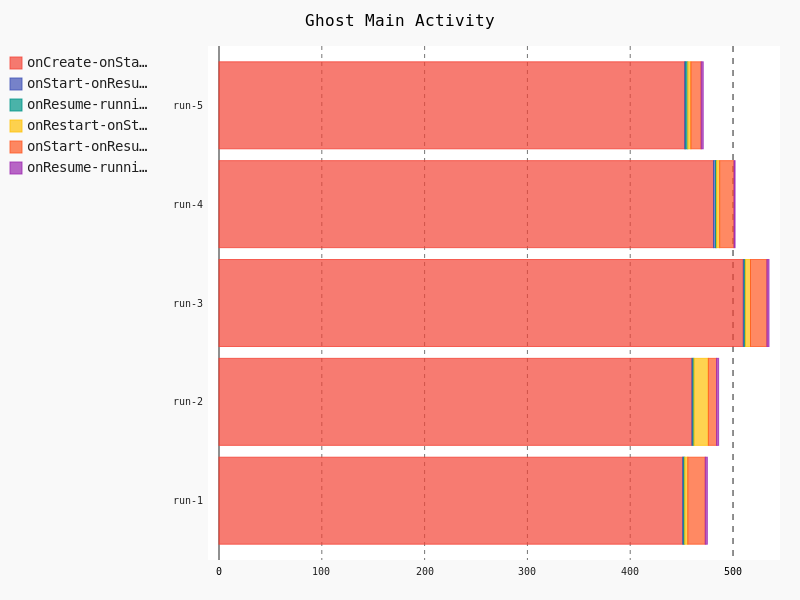 Ghost Main Activity
onCreate-onSta…
onStart-onResu…
onResume-runni…
onRestart-onSt…
onStart-onResu…
onResume-runni…
run-5
run-4
run-3
run-2
run-1
0 100 200 300 400 500